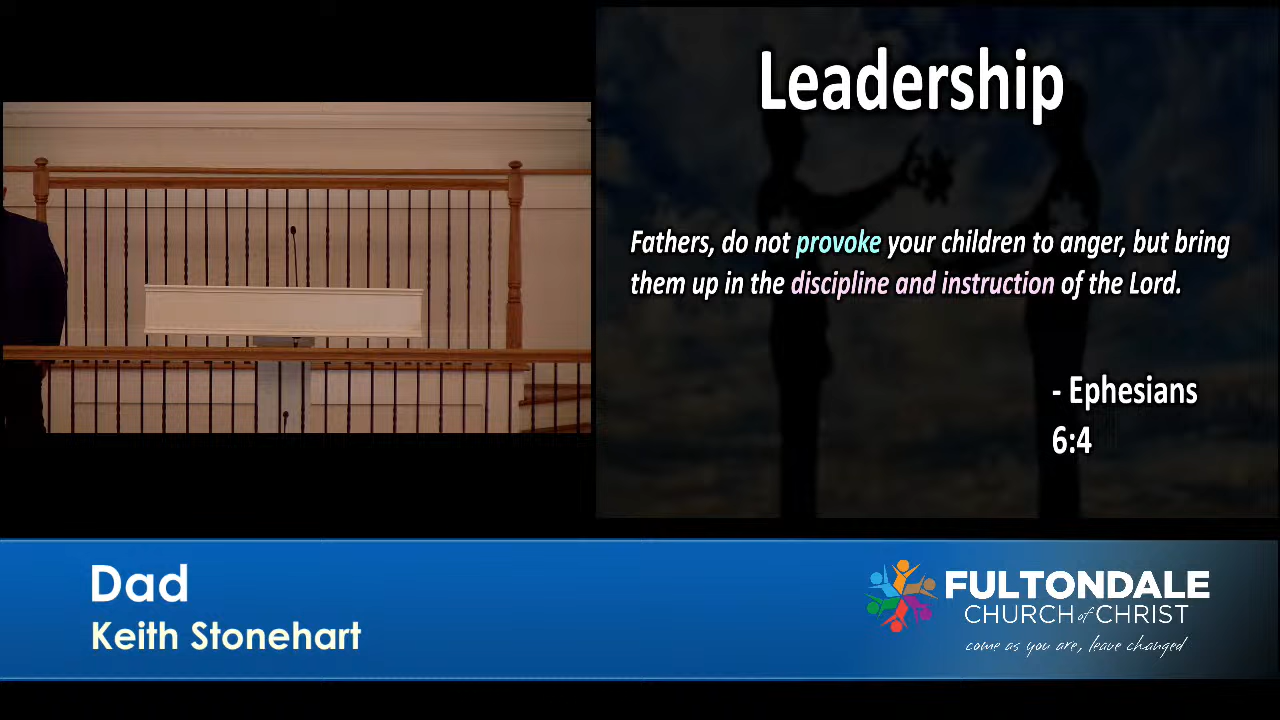 Leadership
Fathers, do not provoke your children to anger, but bring
them up in the discipline and instruction of the Lord.
- Ephesians
6:4
Dad
Keith Stonehart
FULTONDALE
CHURCH of CHRIST
come as you are, leave changed